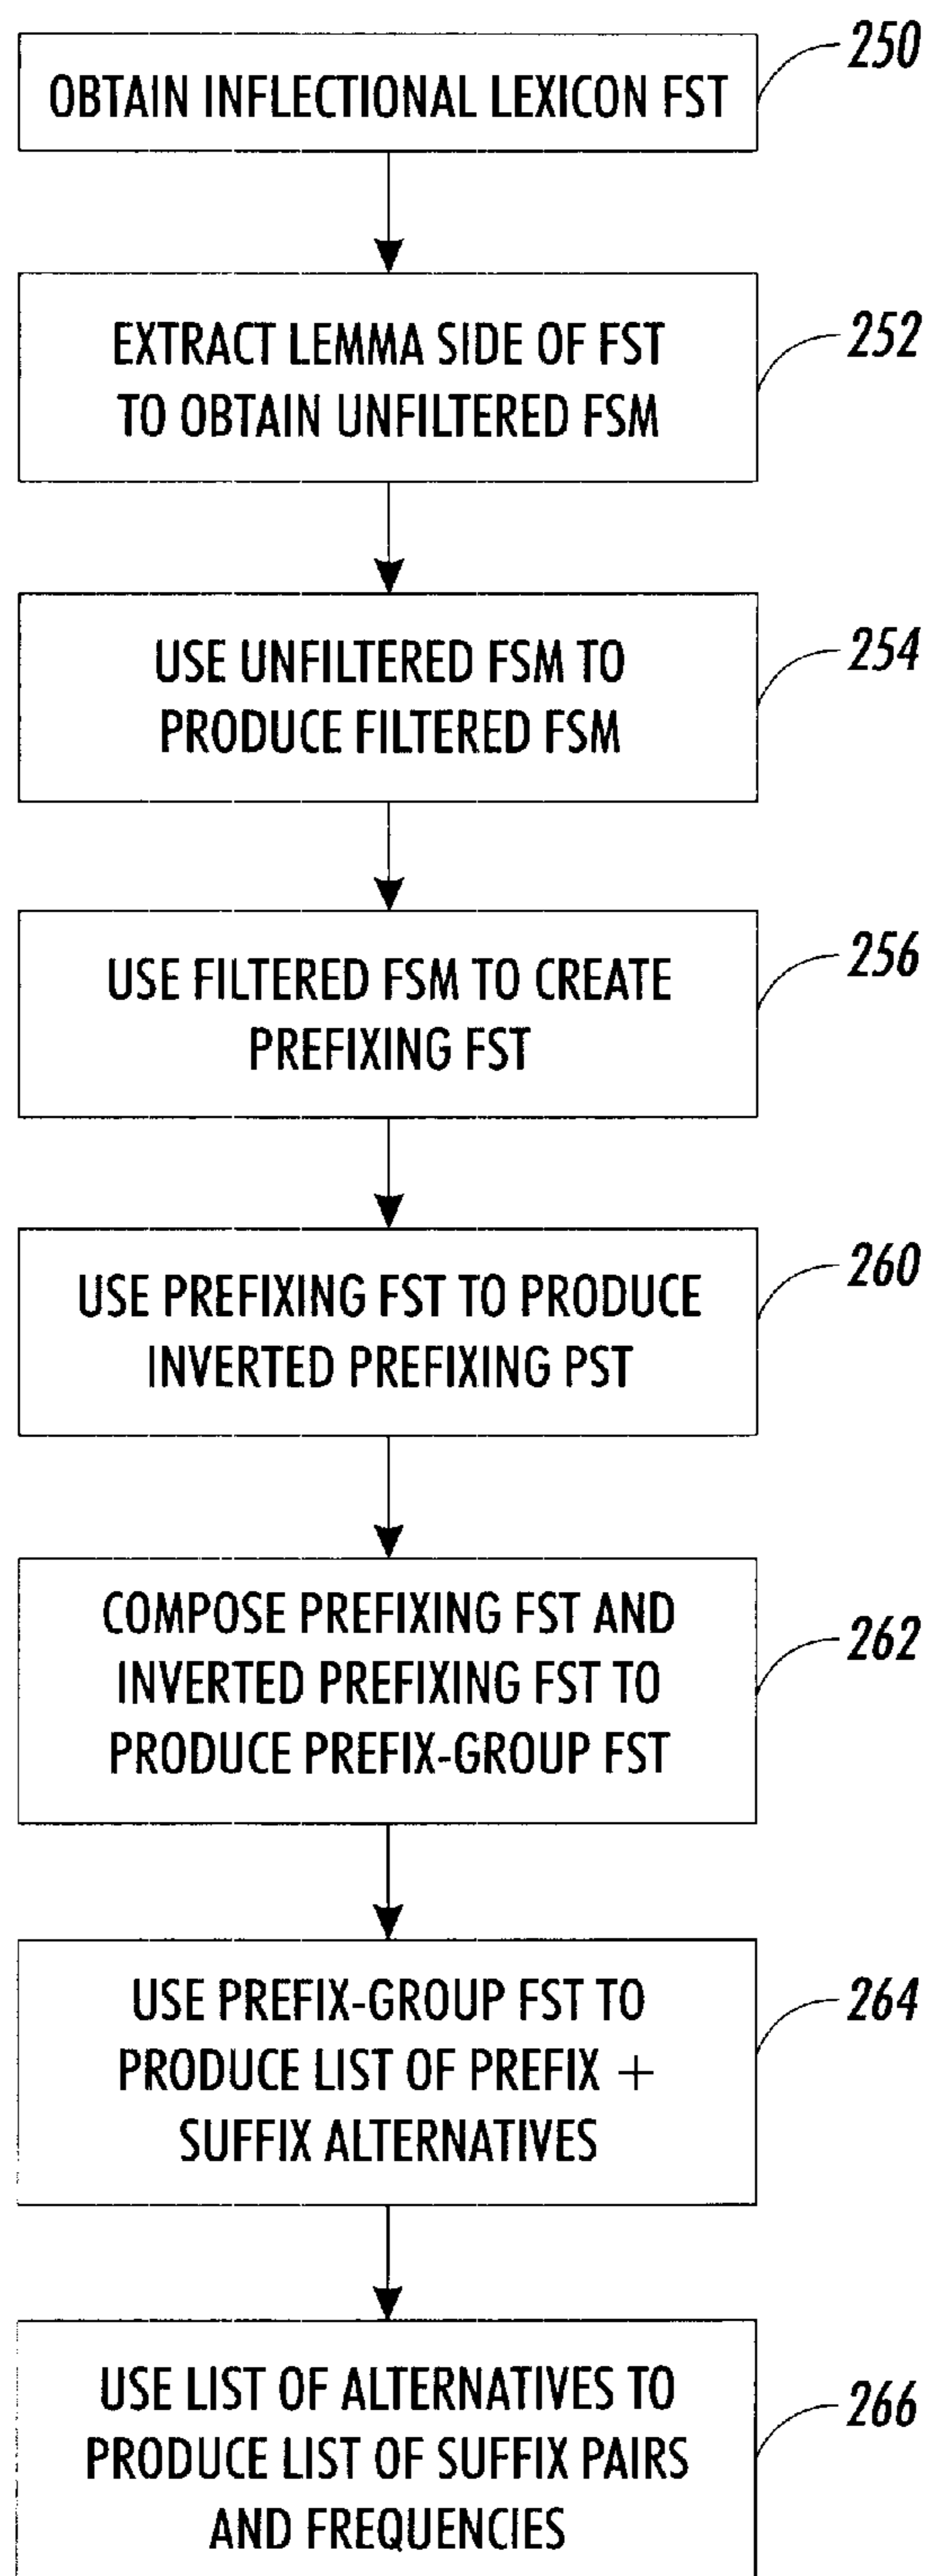 250
OBTAIN INFLECTIONAL LEXICON FST
252
EXTRACT LEMMA SIDE OF FST
TO OBTAIN UNFILTERED FSM
254
USE UNFILTERED FSM TO
PRODUCE FILTERED FSM
256
USE FILTERED FSM TO CREATE
PREFIXING FST
260
USE PREFIXING FST TO PRODUCE
INVERTED PREFIXING PST
262
COMPOSE PREFIXING FST AND
INVERTED PREFIXING FST TO
PRODUCE PREFIX-GROUP FST
264
USE PREFIX-GROUP FST TO
PRODUCE LIST OF PREFIX +
SUFFIX ALTERNATIVES
266
USE LIST OF ALTERNATIVES TO
PRODUCE LIST OF SUFFIX PAIRS
AND FREQUENCIES